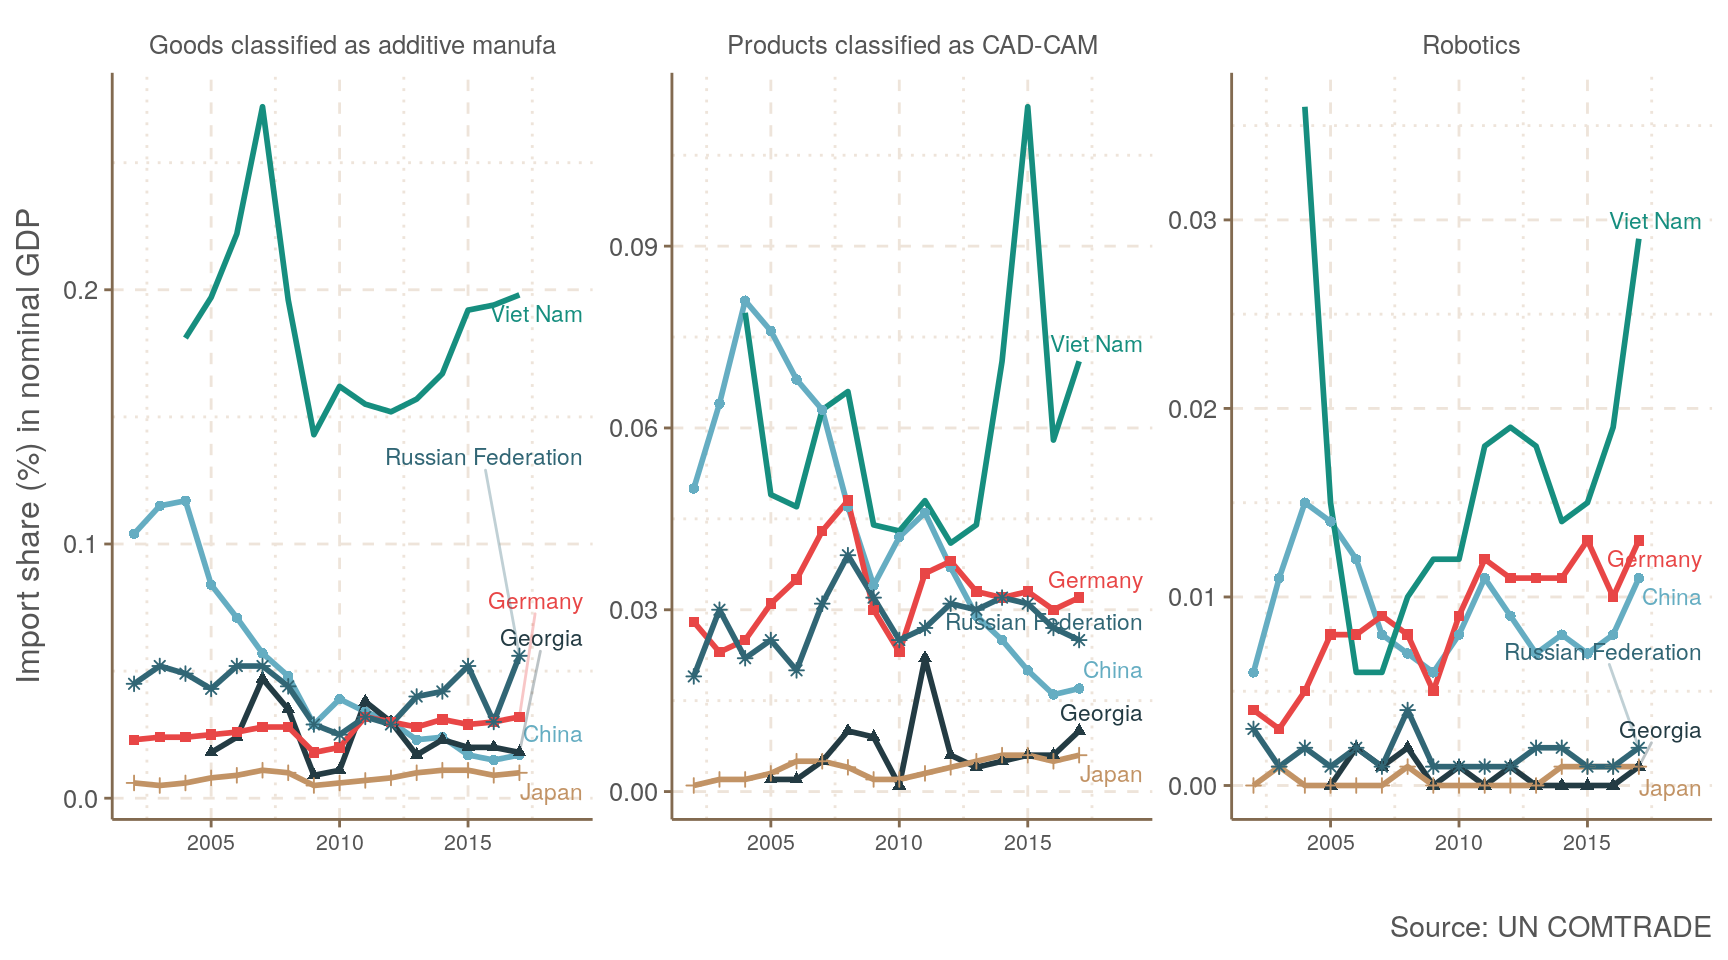 Goods classified as additive manufa
Products classified as CAD-CAM
Robotics
Import share (%) in nominal GDP
0.2
0.1
0.0
Viet Nam
Russian Federation
Germany
Georgia
China
Japan
2005
2010
2015
0.09
0.06
0.03
0.00
Viet Nam
Germany
Russian Federation
China
Georgia
Japan
2005
2010
2015
0.03
0.02
0.01
0.00
Viet Nam
Germany
China
Russian Federation
Georgia
Japan
2005
2010
2015
Source: UN COMTRADE